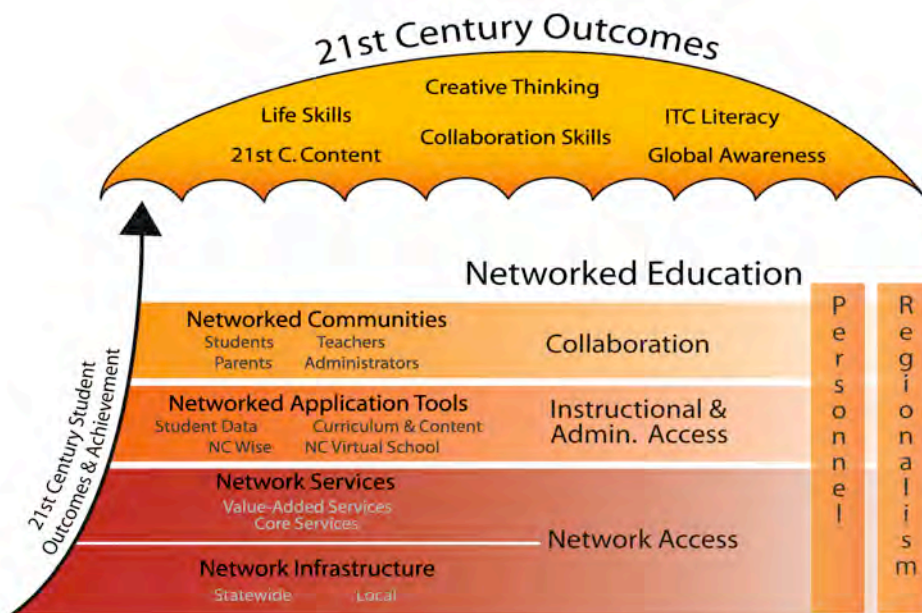 21st Century Outcomes
Creative Thinking
Life Skills
ITC Literacy
Collaboration Skills
21st C. Content
Global Awareness
Networked Education
Networked Communities
Students Teachers
Parents Administrators
Collaboration
Networked Application Tools
Student Data Curriculum & Content
NC Wise NC Virtual School
Instructional &
Admin. Access
Network Services
Value-Added Services
Core Services
Network Access
Network Infrastructure
Statewide Local
21st Century Student
Outcomes & Achievement
Personnel
Regionalism